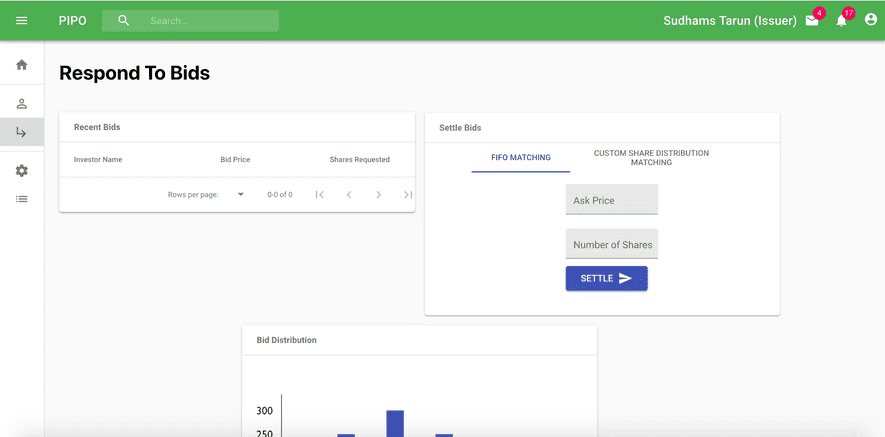 PIPO
Search...
Sudhams Tarun (Issuer)
4
17
Respond To Bids
Recent Bids
Investor Name Bid Price Shares Requested
Rows per page: 0-0 of 0
Settle Bids
FIFO MATCHING
CUSTOM SHARE DISTRIBUTION
MATCHING
Ask Price
Number of Shares
SETTLE
Bid Distribution
300
250